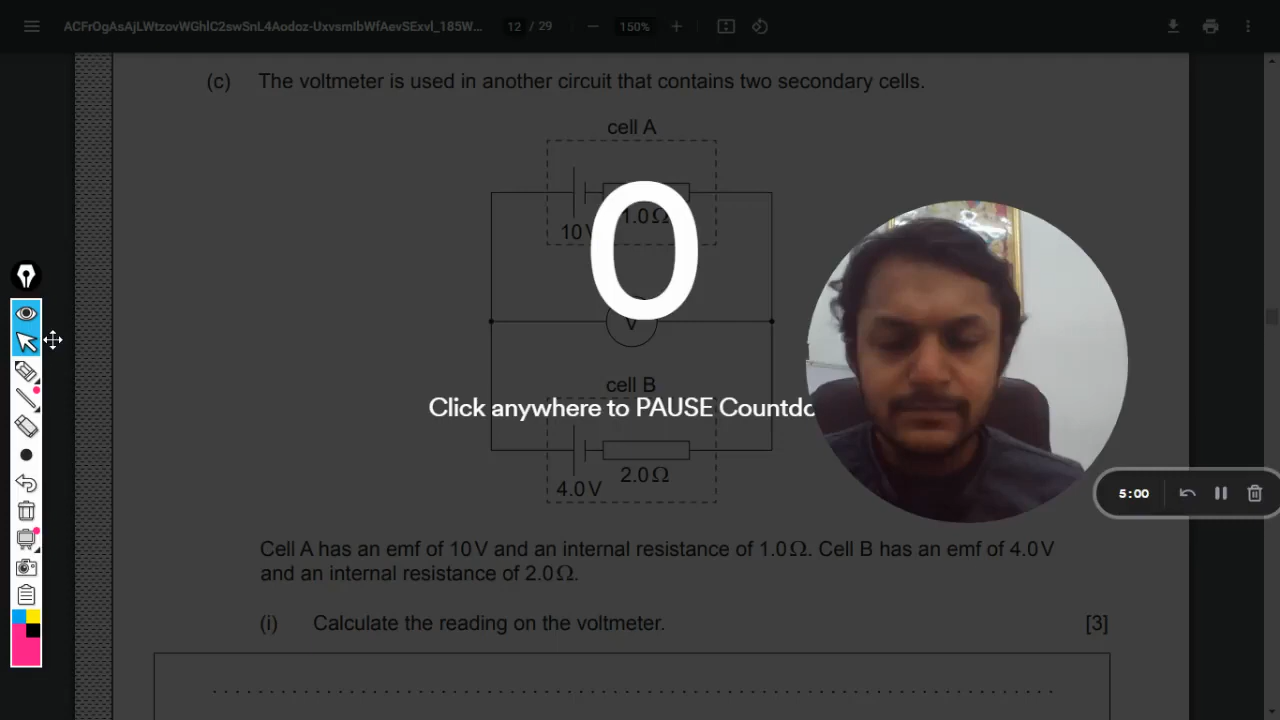 ACFrOgAsAjLWtzovWGhlC2swSnL4Aodoz-UxvsmIbWfAevSExvl_185W...
12 / 29
150%
(c) The voltmeter is used in another circuit that contains two secondary cells.
cell A
1.0 Ω
10 V
0
V
cell B
Click anywhere to PAUSE Countdo
2.0 Ω
4.0 V
5:00
Cell A has an emf of 10 V and an internal resistance of 1.0 Ω. Cell B has an emf of 4.0 V
and an internal resistance of 2.0 Ω.
(i) Calculate the reading on the voltmeter. [3]